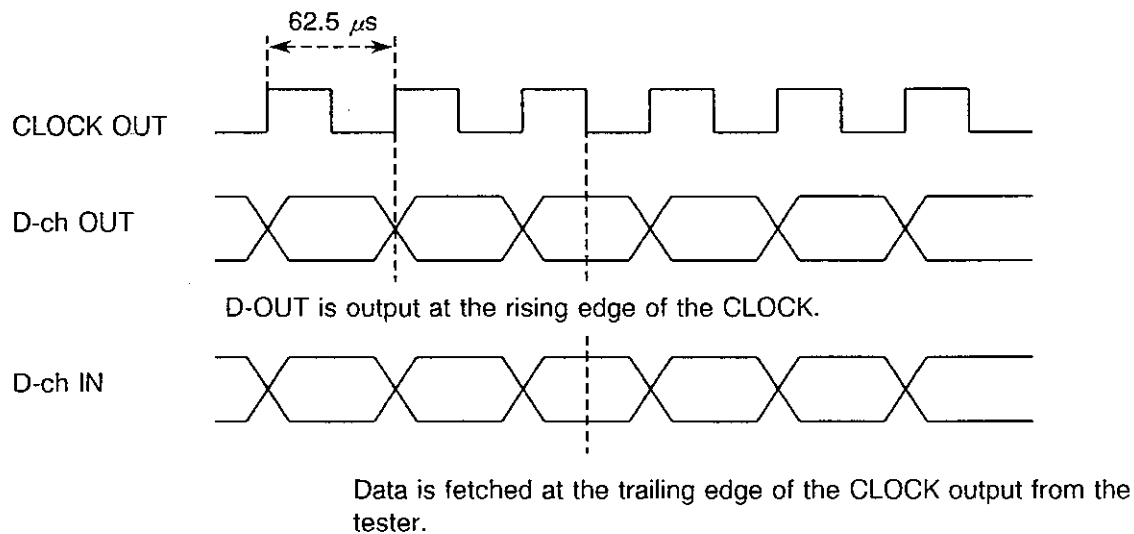 62.5 μs
CLOCK OUT
D-ch OUT
D-OUT is output at the rising edge of the CLOCK.
D-ch IN
Data is fetched at the trailing edge of the CLOCK output from the
tester.